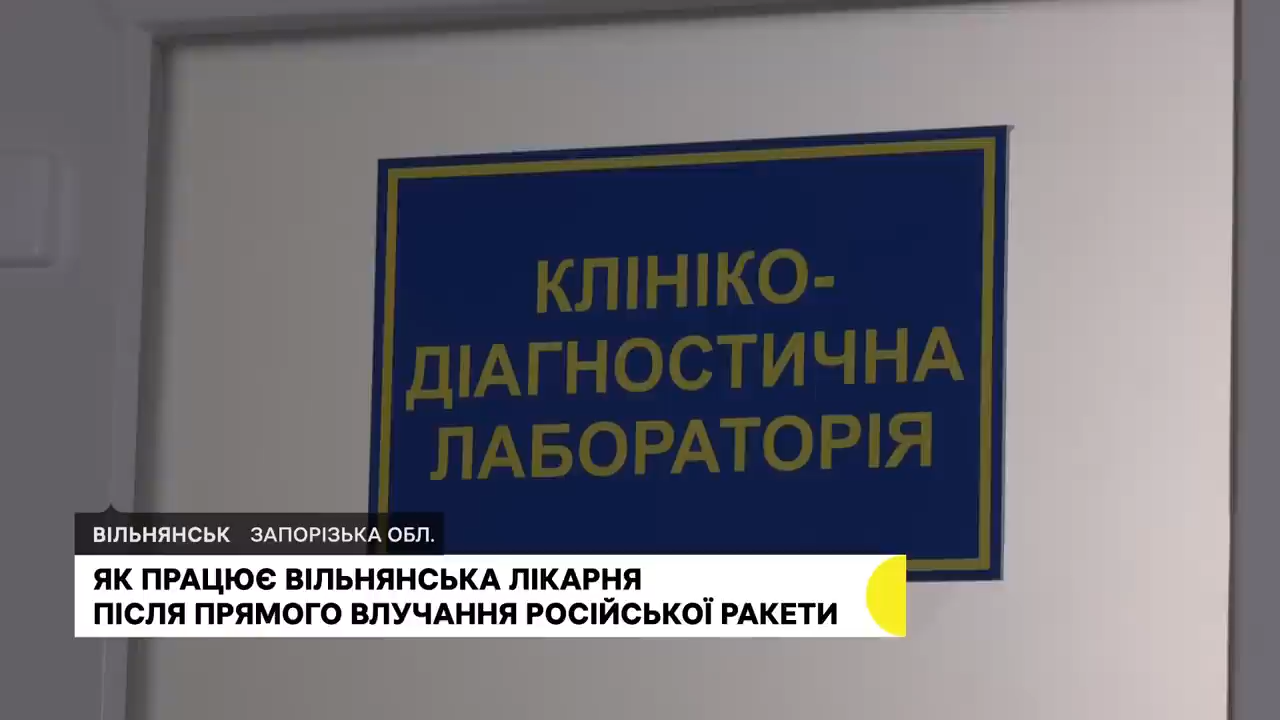 КЛІНІКО-
ДІАГНОСТИЧНА
ЛАБОРАТОРІЯ
ВІЛЬНЯНСЬК ЗАПОРІЗЬКА ОБЛ.
ЯК ПРАЦЮЄ ВІЛЬНЯНСЬКА ЛІКАРНЯ
ПІСЛЯ ПРЯМОГО ВЛУЧАННЯ РОСІЙСЬКОЇ РАКЕТИ